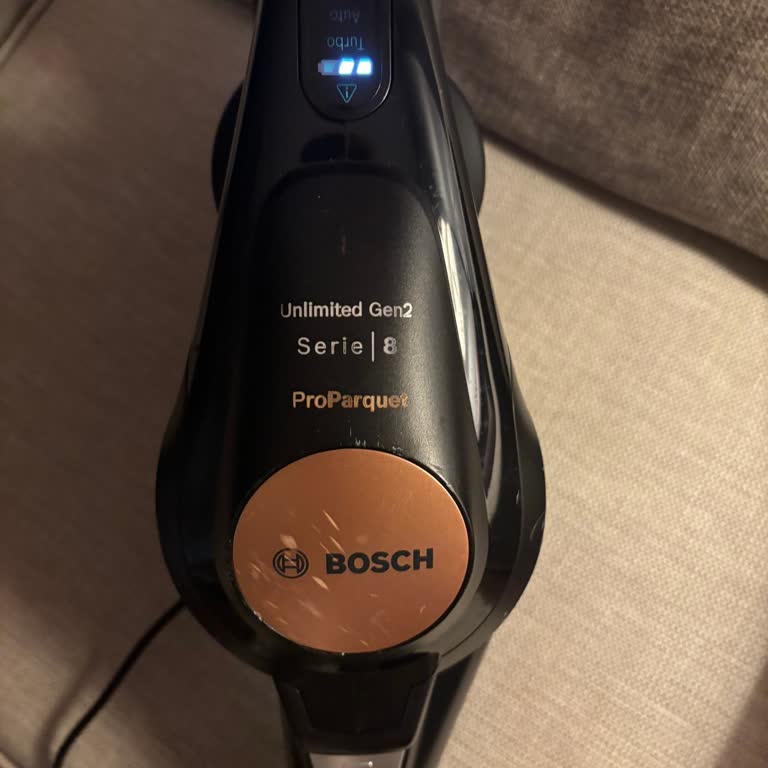 Auto
Turbo
Unlimited Gen2
Serie | 8
ProParquet
BOSCH